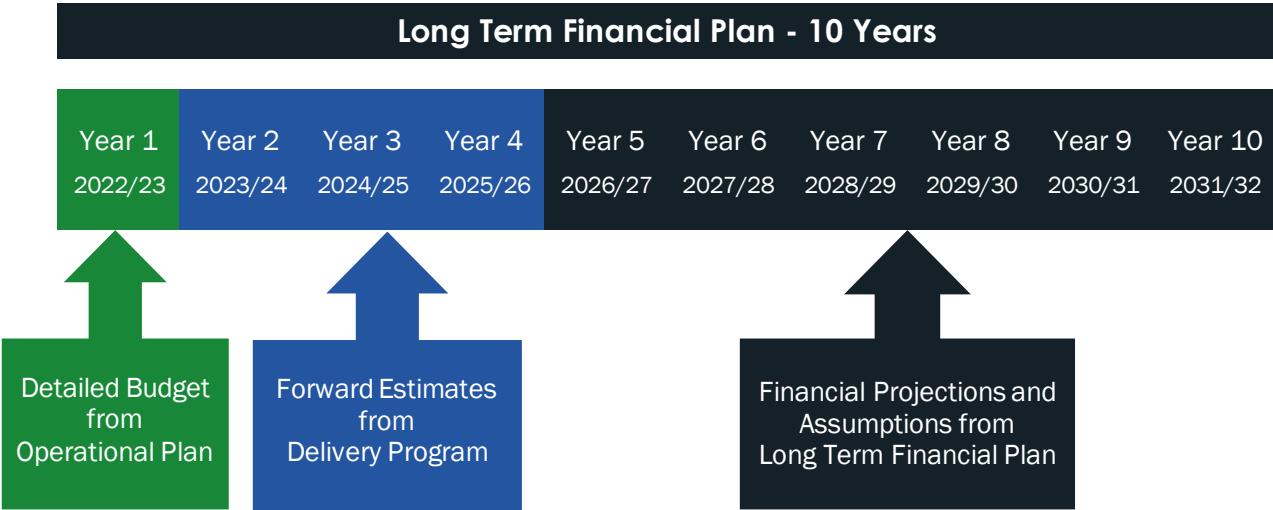 Long Term Financial Plan - 10 Years
Year 1 Year 2 Year 3 Year 4 Year 5 Year 6 Year 7 Year 8 Year 9 Year 10
2022/23 2023/24 2024/25 2025/26 2026/27 2027/28 2028/29 2029/30 2030/31 2031/32
Detailed Budget
from
Operational Plan
Forward Estimates
from
Delivery Program
Financial Projections and
Assumptions from
Long Term Financial Plan